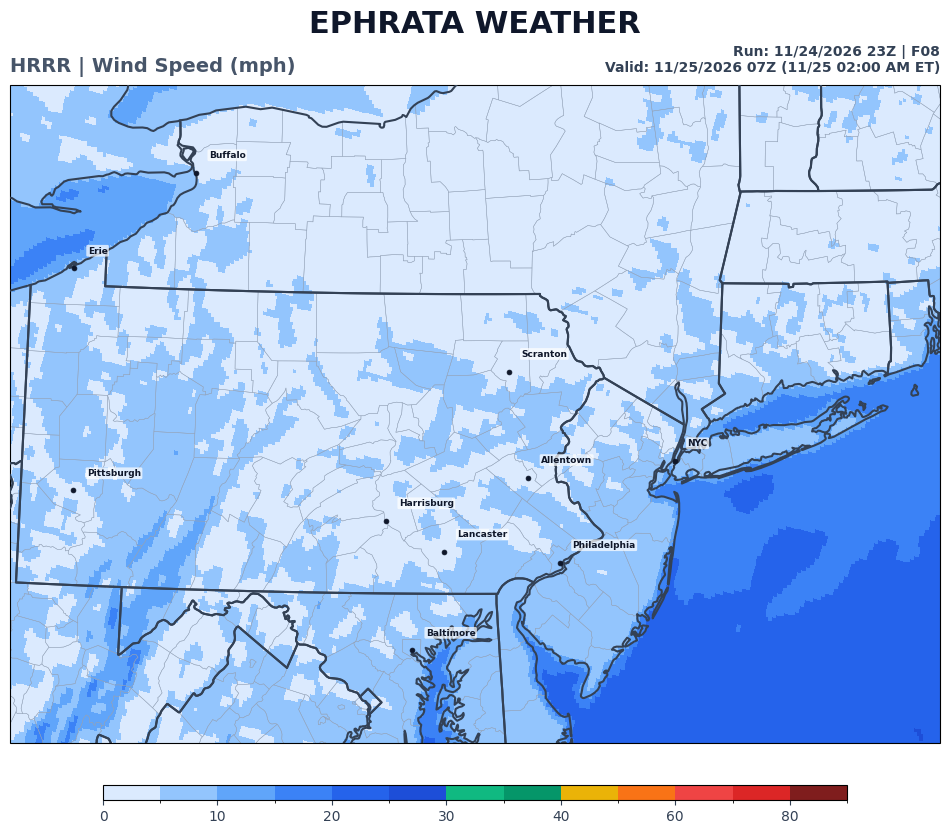 EPHRATA WEATHER
HRRR | Wind Speed (mph)
Run: 11/24/2026 23Z | F08
Valid: 11/25/2026 07Z (11/25 02:00 AM ET)
Buffalo
Erie
Scranton
NYC
Allentown
Pittsburgh
Harrisburg
Lancaster
Philadelphia
Baltimore
0 10 20 30 40 60 80